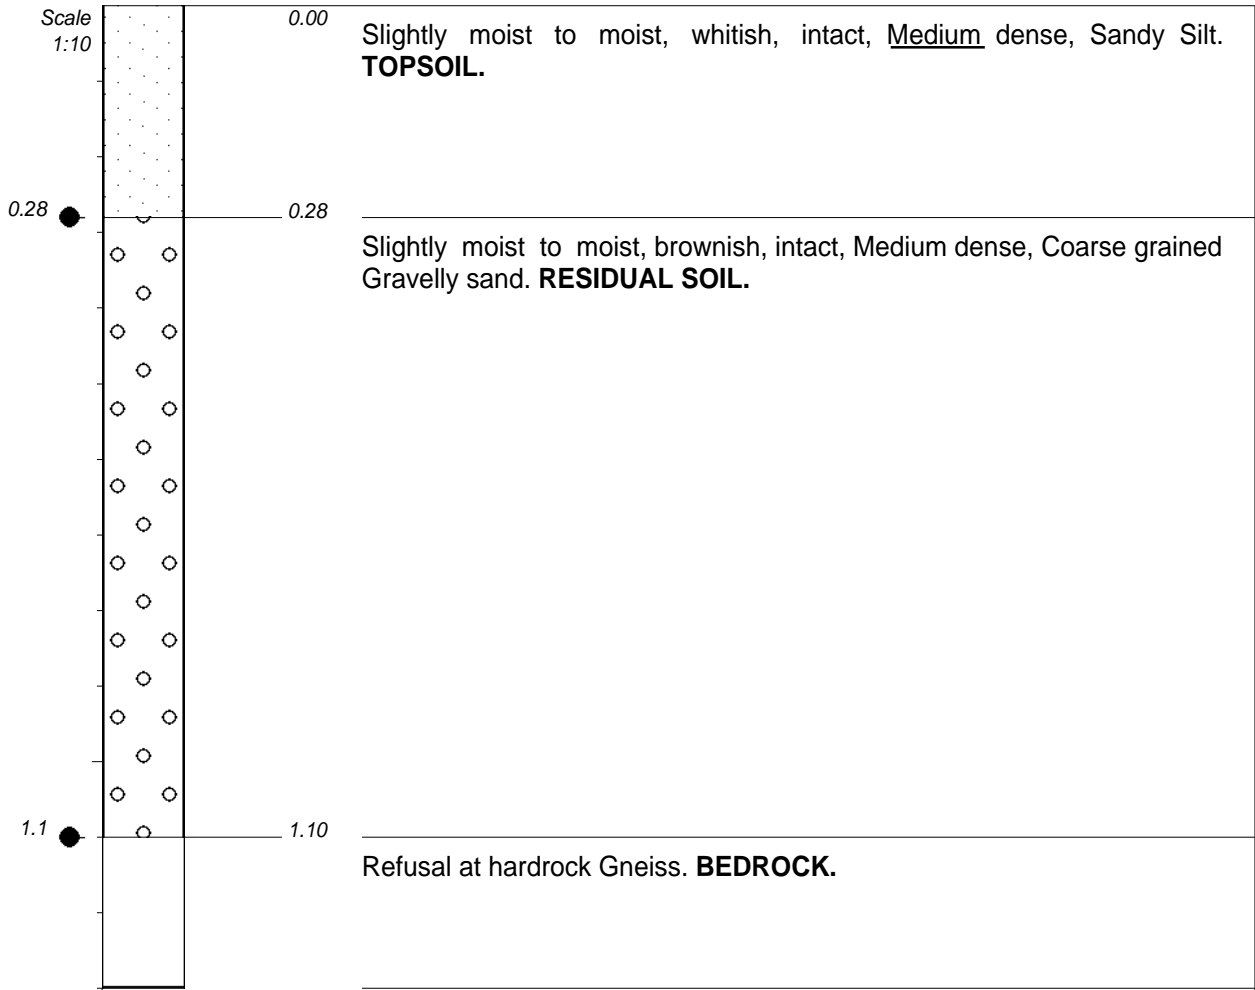 Scale
1:10
0.00
Slightly moist to moist, whitish, intact, Medium dense, Sandy Silt.
TOPSOIL.
0.28
0.28
Slightly moist to moist, brownish, intact, Medium dense, Coarse grained
Gravelly sand. RESIDUAL SOIL.
1.1
1.10
Refusal at hardrock Gneiss. BEDROCK.